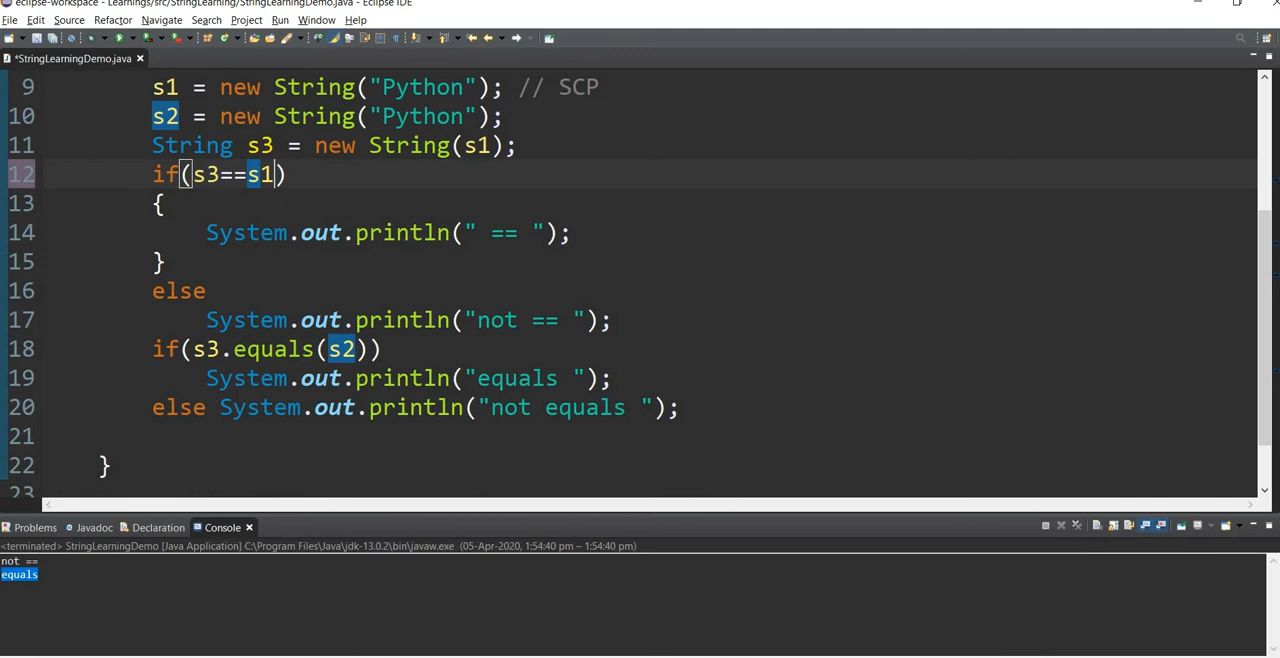 eclipse-workspace - Learnings/src/StringLearning/StringLearningDemo.java - Eclipse IDE
File Edit Source Refactor Navigate Search Project Run Window Help
*StringLearningDemo.java
9 s1 = new String("Python"); // SCP
10 s2 = new String("Python");
11 String s3 = new String(s1);
12 if(s3==s1)
13 {
14 System.out.println(" == ");
15 }
16 else
17 System.out.println("not == ");
18 if(s3.equals(s2))
19 System.out.println("equals ");
20 else System.out.println("not equals ");
21
22 }
23
Problems Javadoc Declaration Console
<terminated> StringLearningDemo [Java Application] C:\Program Files\Java\jdk-13.0.2\bin\javaw.exe (05-Apr-2020, 1:54:40 pm – 1:54:40 pm)
not ==
equals